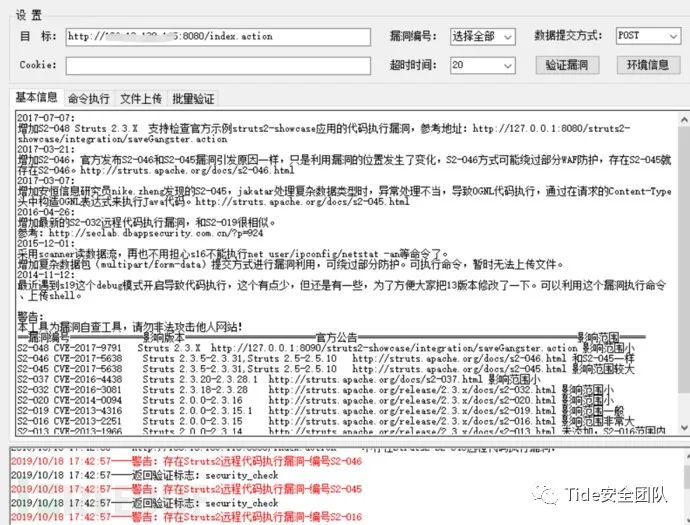 设 置
目 标: http:// :8080/index.action 漏洞编号: 选择全部 数据提交方式: POST
Cookie: 超时时间: 20 验证漏洞 环境信息
基本信息 命令执行 文件上传 批量验证
2017-07-07:
增加S2-048 Struts 2.3.X 支持检查官方示例struts2-showcase应用的代码执行漏洞,参考地址:http://127.0.0.1:8080/struts2-
showcase/integration/saveGangster.action
2017-03-21:
增加S2-046,官方发布S2-046和S2-045漏洞引发原因一样,只是利用漏洞的位置发生了变化,S2-046方式可能绕过部分WAF防护,存在S2-045就
存在S2-046。http://struts.apache.org/docs/s2-046.html
2017-03-07:
增加安恒信息研究员nike.zheng发现的S2-045,jakatar处理复杂数据类型时,异常处理不当,导致OGNL代码执行,通过在请求的Content-Type
头中构造OGNL表达式来执行Java代码。http://struts.apache.org/docs/s2-045.html
2016-04-26:
增加最新的S2-032远程代码执行漏洞,和S2-019很相似。
参考:http://seclab.dbappsecurity.com.cn/?p=924
2015-12-01:
采用scanner读数据流,再也不用担心s16不能执行net user/ipconfig/netstat -an等命令了。
增加复杂数据包(multipart/form-data)提交方式进行漏洞利用,可绕过部分防护。可执行命令,暂时无法上传文件。
2014-11-12:
最近遇到s19这个debug模式开启导致代码执行,这个有点少,但还是有一些,为了方便大家把13版本修改了一下。可以利用这个漏洞执行命令
、上传shell。
警告:
本工具为漏洞自查工具,请勿非法攻击他人网站!
==漏洞编号======影响版本======官方公告======影响范围==
S2-048 CVE-2017-9791 Struts 2.3.X http://127.0.0.1:8090/struts2-showcase/integration/saveGangster.action 影响范围小
S2-046 CVE-2017-5638 Struts 2.3.5-2.3.31,Struts 2.5-2.5.10 http://struts.apache.org/docs/s2-046.html 和S2-045一样
S2-045 CVE-2017-5638 Struts 2.3.5-2.3.31,Struts 2.5-2.5.10 http://struts.apache.org/docs/s2-045.html 影响范围较大
S2-037 CVE-2016-4438 Struts 2.3.20-2.3.28.1 http://struts.apache.org/docs/s2-037.html 影响范围小
S2-032 CVE-2016-3081 Struts 2.3.18-2.3.28 http://struts.apache.org/release/2.3.x/docs/s2-032.html 影响范围小
S2-020 CVE-2014-0094 Struts 2.0.0-2.3.16 http://struts.apache.org/release/2.3.x/docs/s2-020.html 影响范围小
S2-019 CVE-2013-4316 Struts 2.0.0-2.3.15.1 http://struts.apache.org/release/2.3.x/docs/s2-019.html 影响范围一般
S2-016 CVE-2013-2251 Struts 2.0.0-2.3.15 http://struts.apache.org/release/2.3.x/docs/s2-016.html 影响范围非常大
S2-013 CVE-2013-1966 Struts 2.0.0-2.3.14 http://struts.apache.org/release/2.3.x/docs/s2-013.html 未添加,S2-016范围内
2019/10/18 17:42:57——警告: 存在Struts2远程代码执行漏洞-编号S2-046
2019/10/18 17:42:57——返回验证标志: security_check
2019/10/18 17:42:57——警告: 存在Struts2远程代码执行漏洞-编号S2-045
2019/10/18 17:42:57——返回验证标志: security_check
2019/10/18 17:42:57——警告: 存在Struts2远程代码执行漏洞-编号S2-016
Tide安全团队